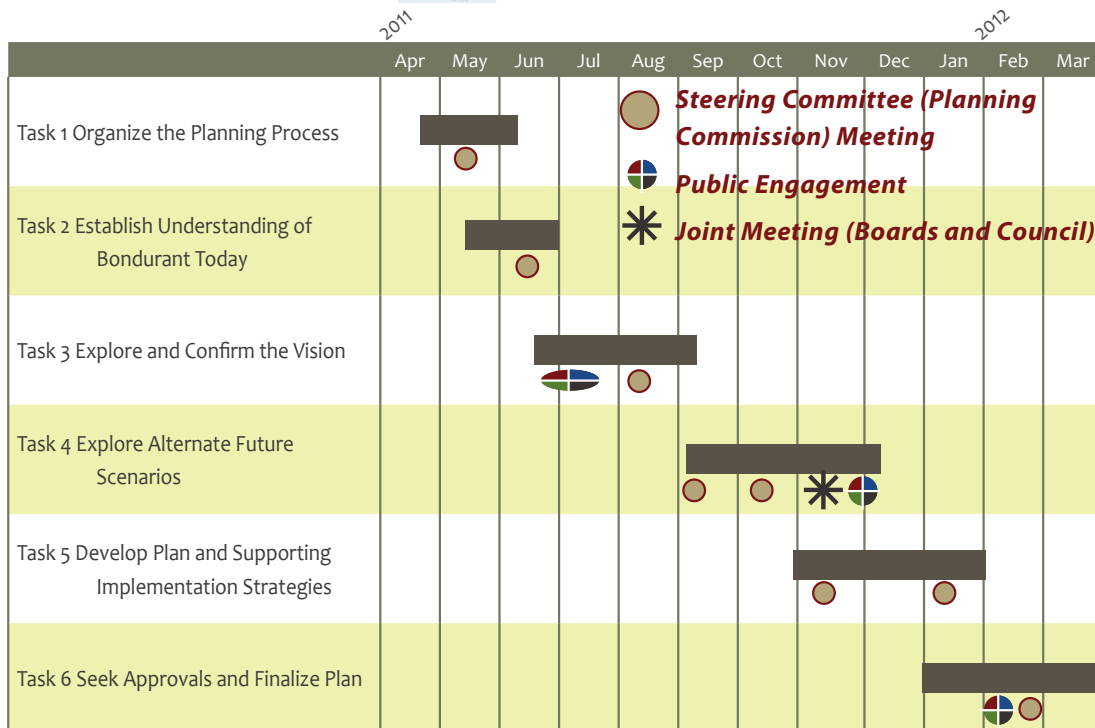 2011
2012
Apr May Jun Jul Aug Sep Oct Nov Dec Jan Feb Mar
Steering Committee (Planning
Commission) Meeting
Public Engagement
Joint Meeting (Boards and Council)
Task 1 Organize the Planning Process
Task 2 Establish Understanding of
Bondurant Today
Task 3 Explore and Confirm the Vision
Task 4 Explore Alternate Future
Scenarios
Task 5 Develop Plan and Supporting
Implementation Strategies
Task 6 Seek Approvals and Finalize Plan